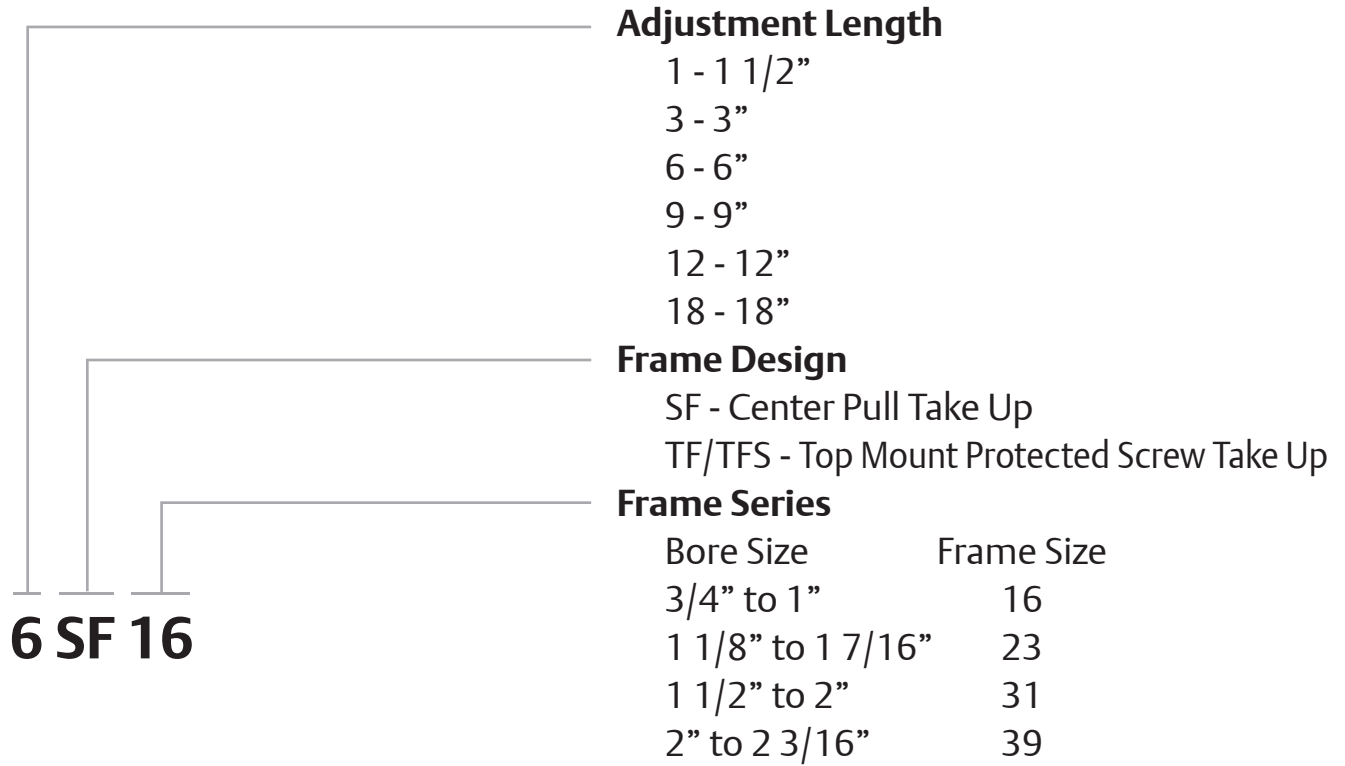 Adjustment Length
1 - 1 1/2”
3 - 3”
6 - 6”
9 - 9”
12 - 12”
18 - 18”
Frame Design
SF - Center Pull Take Up
TF/TFS - Top Mount Protected Screw Take Up
Frame Series
Bore Size Frame Size
3/4” to 1” 16
1 1/8” to 1 7/16” 23
1 1/2” to 2” 31
2” to 2 3/16” 39
6 SF 16